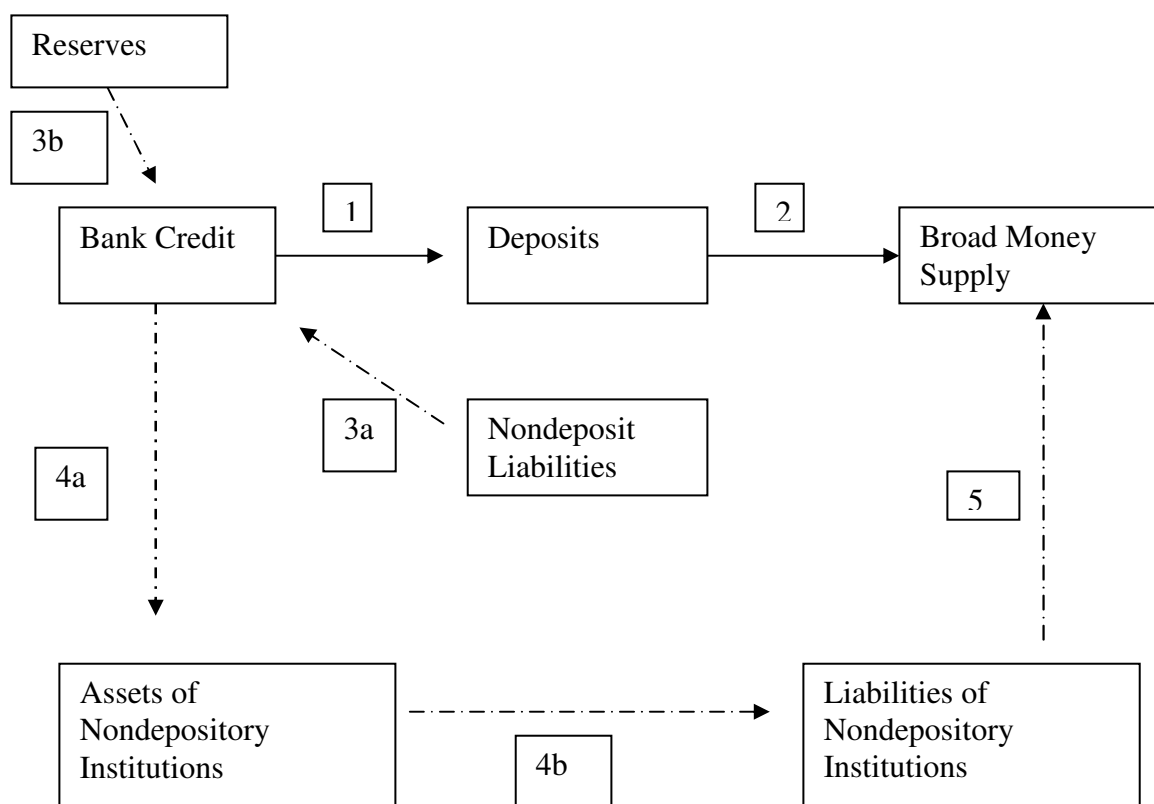 Reserves
3b
1
2
Bank Credit
Deposits
Broad Money
Supply
3a
Nondeposit
Liabilities
4a
5
Assets of
Nondepository
Institutions
Liabilities of
Nondepository
Institutions
4b